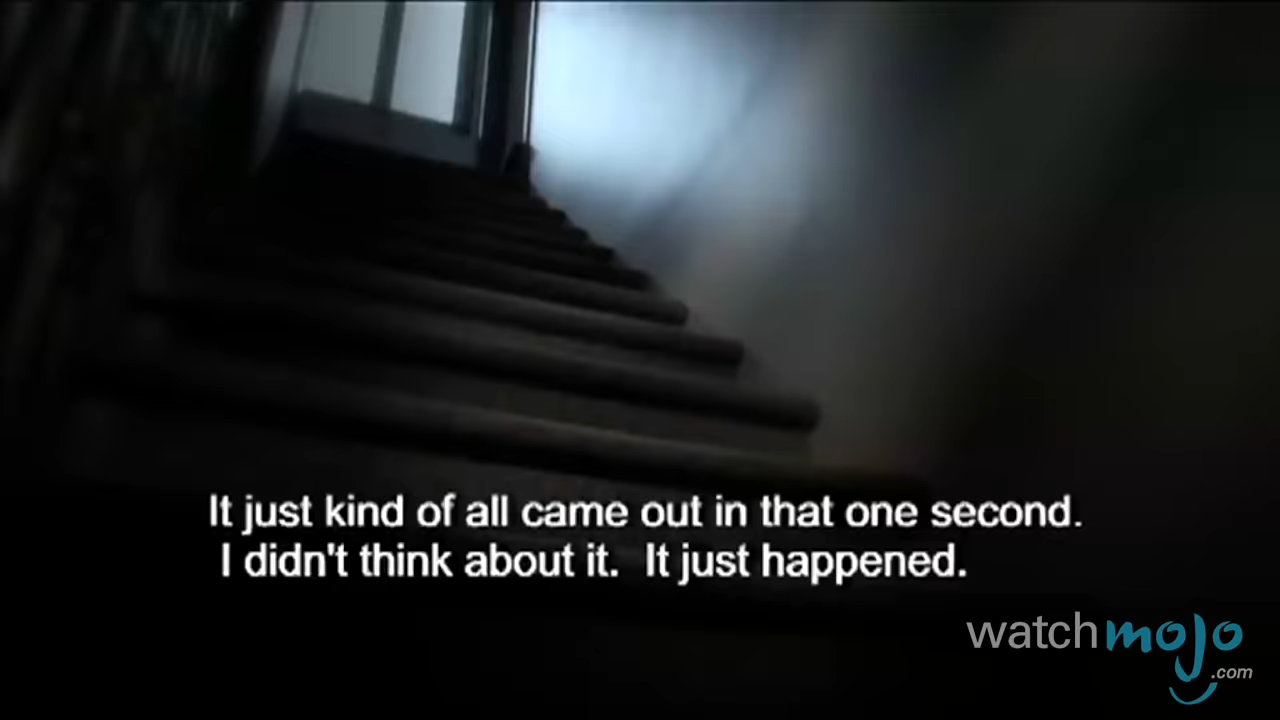 It just kind of all came out in that one second.
I didn't think about it. It just happened.
watchmojo
.com